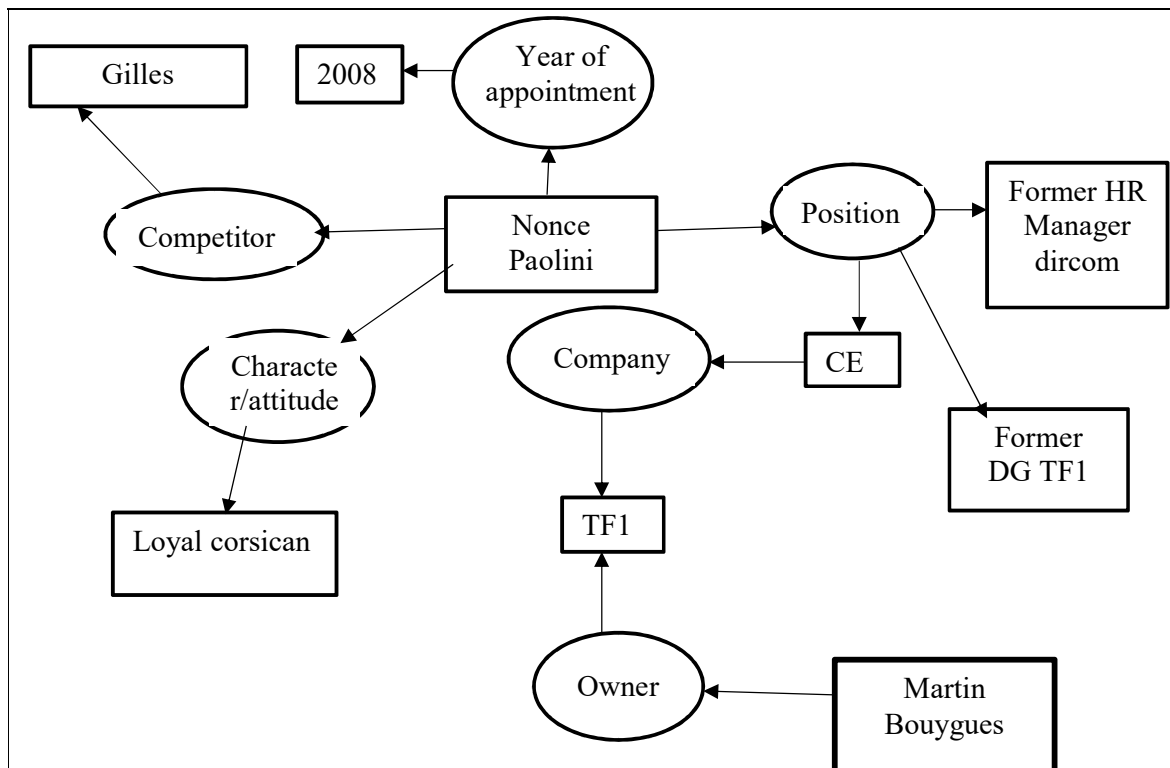 Gilles
2008
Year of
appointment
Competitor
Nonce
Paolini
Position
Former HR
Manager
dircom
Characte
r/attitude
Company
CE
Former
DG TF1
Loyal corsican
TF1
Owner
Martin
Bouygues